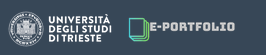 UNIVERSITÀ
DEGLI STUDI
DI TRIESTE
E-PORTFOLIO